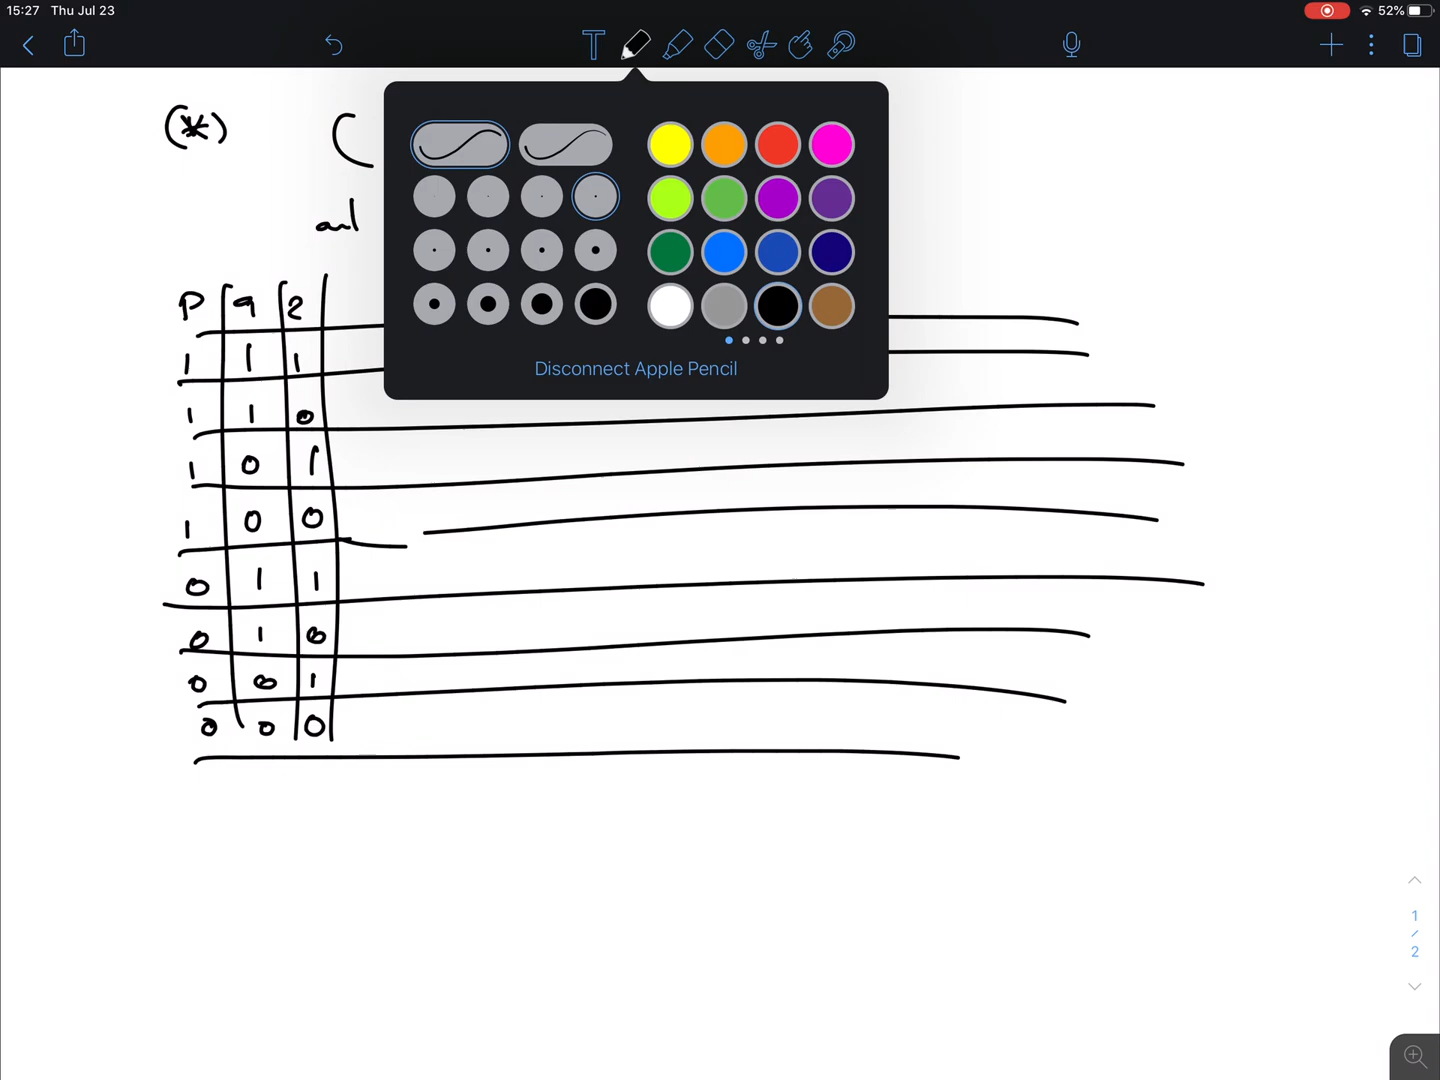 15:27 Thu Jul 23 52%
T
(*) (
and
Disconnect Apple Pencil
P q r
1 1 1
1 1 0
1 0 1
1 0 0
0 1 1
0 1 0
0 0 1
0 0 0
1
/
2